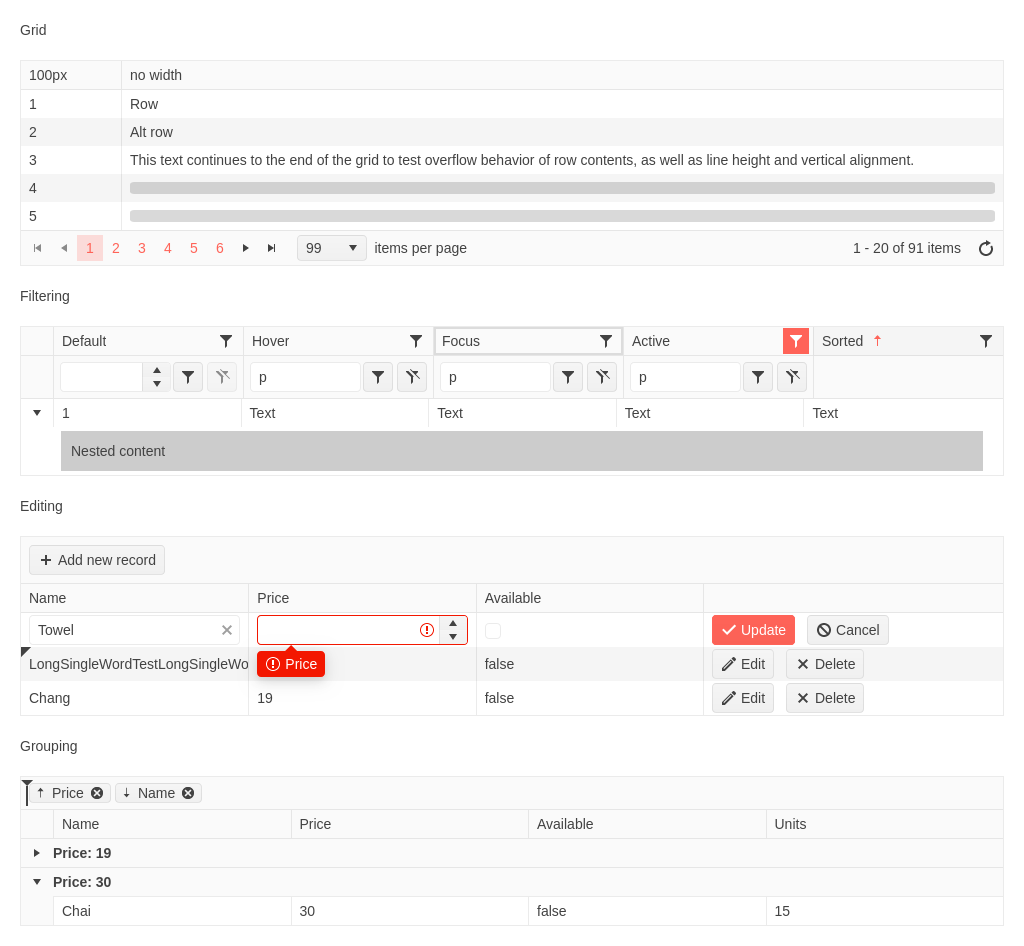 Grid
100px no width
1 Row
2 Alt row
3 This text continues to the end of the grid to test overflow behavior of row contents, as well as line height and vertical alignment.
4
5
1 2 3 4 5 6 99 items per page 1 - 20 of 91 items
Filtering
Default Hover Focus Active Sorted
p p p
1 Text Text Text Text
Nested content
Editing
Add new record
Name Price Available
Towel Update Cancel
LongSingleWordTestLongSingleWo Price false Edit Delete
Chang 19 false Edit Delete
Grouping
Price Name
Name Price Available Units
Price: 19
Price: 30
Chai 30 false 15